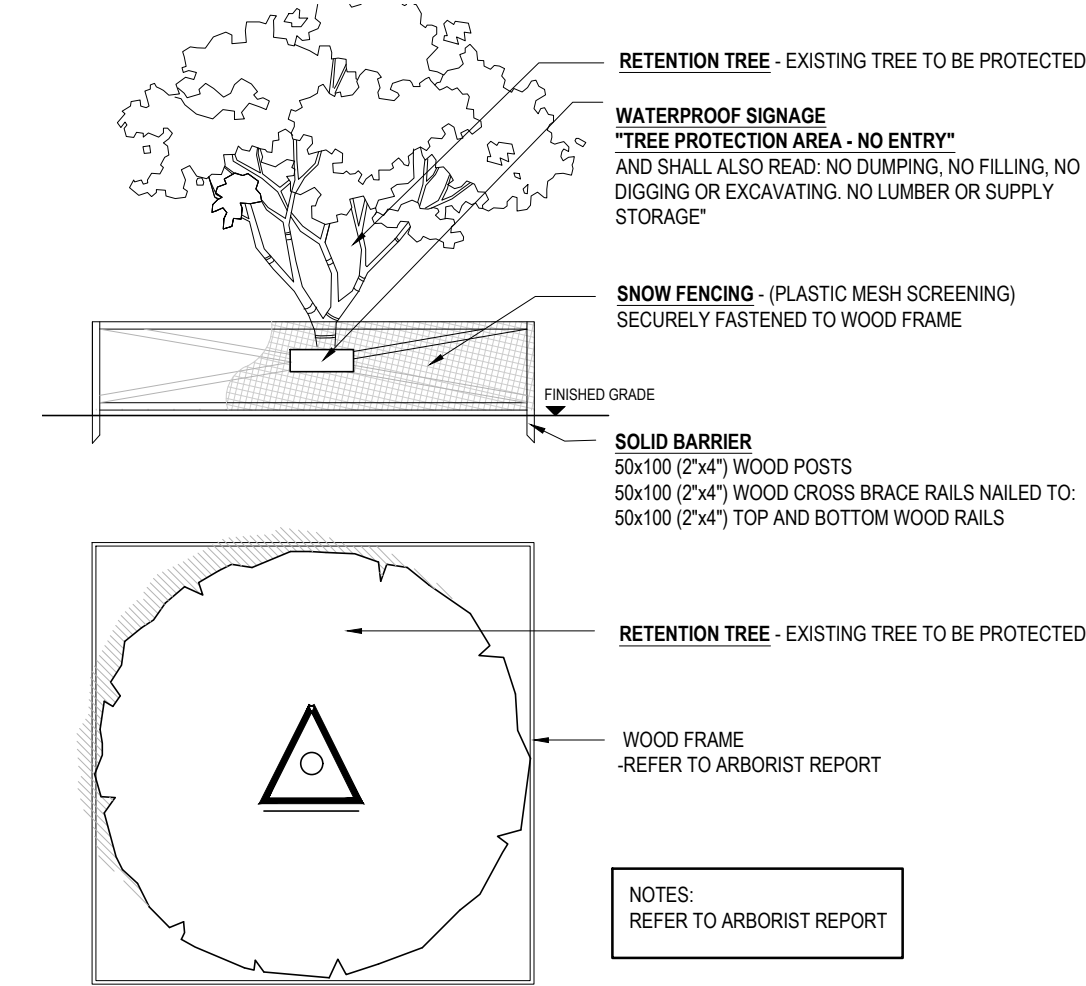 RETENTION TREE - EXISTING TREE TO BE PROTECTED
WATERPROOF SIGNAGE
"TREE PROTECTION AREA - NO ENTRY"
AND SHALL ALSO READ: NO DUMPING, NO FILLING, NO
DIGGING OR EXCAVATING. NO LUMBER OR SUPPLY
STORAGE"
SNOW FENCING - (PLASTIC MESH SCREENING)
SECURELY FASTENED TO WOOD FRAME
FINISHED GRADE
SOLID BARRIER
50x100 (2"x4") WOOD POSTS
50x100 (2"x4") WOOD CROSS BRACE RAILS NAILED TO:
50x100 (2"x4") TOP AND BOTTOM WOOD RAILS
RETENTION TREE - EXISTING TREE TO BE PROTECTED
WOOD FRAME
-REFER TO ARBORIST REPORT
NOTES:
REFER TO ARBORIST REPORT